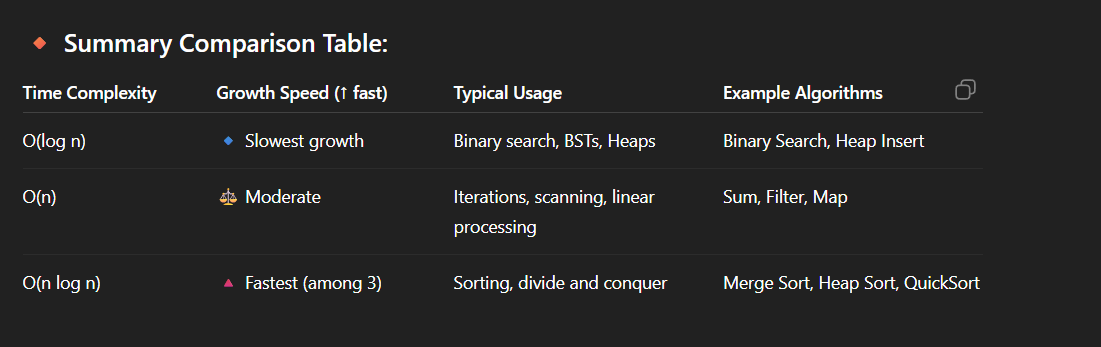 🔸 Summary Comparison Table:
Time Complexity Growth Speed (↑ fast) Typical Usage Example Algorithms
O(log n) 🔹 Slowest growth Binary search, BSTs, Heaps Binary Search, Heap Insert
O(n) ⚖️ Moderate Iterations, scanning, linear processing Sum, Filter, Map
O(n log n) 🔺 Fastest (among 3) Sorting, divide and conquer Merge Sort, Heap Sort, QuickSort